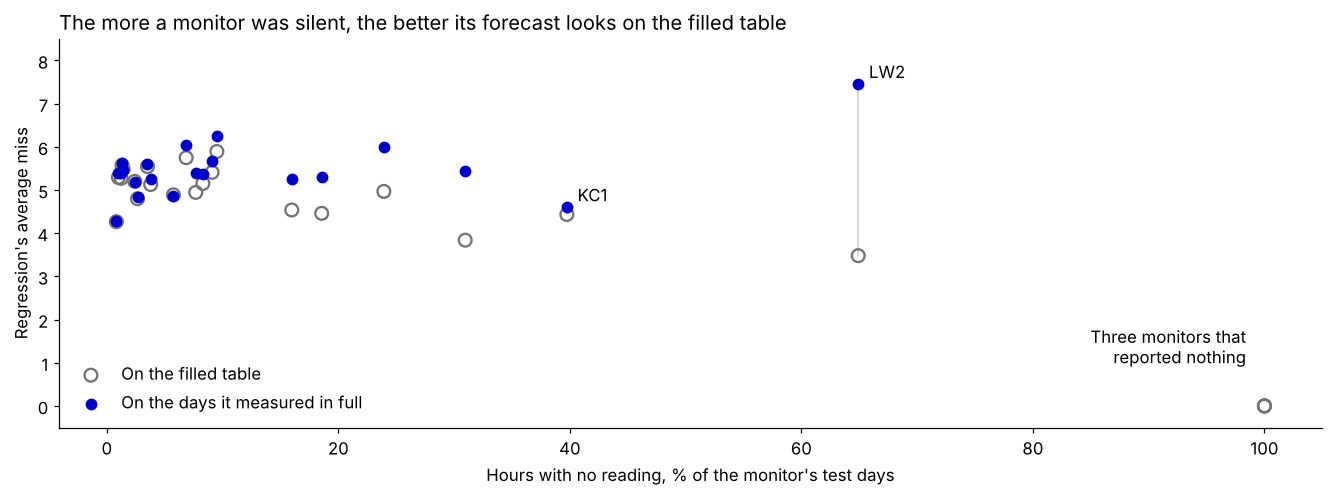 The more a monitor was silent, the better its forecast looks on the filled table
Regression's average miss
8
7
6
5
4
3
2
1
0
LW2
KC1
Three monitors that
reported nothing
On the filled table
On the days it measured in full
0 20 40 60 80 100
Hours with no reading, % of the monitor's test days